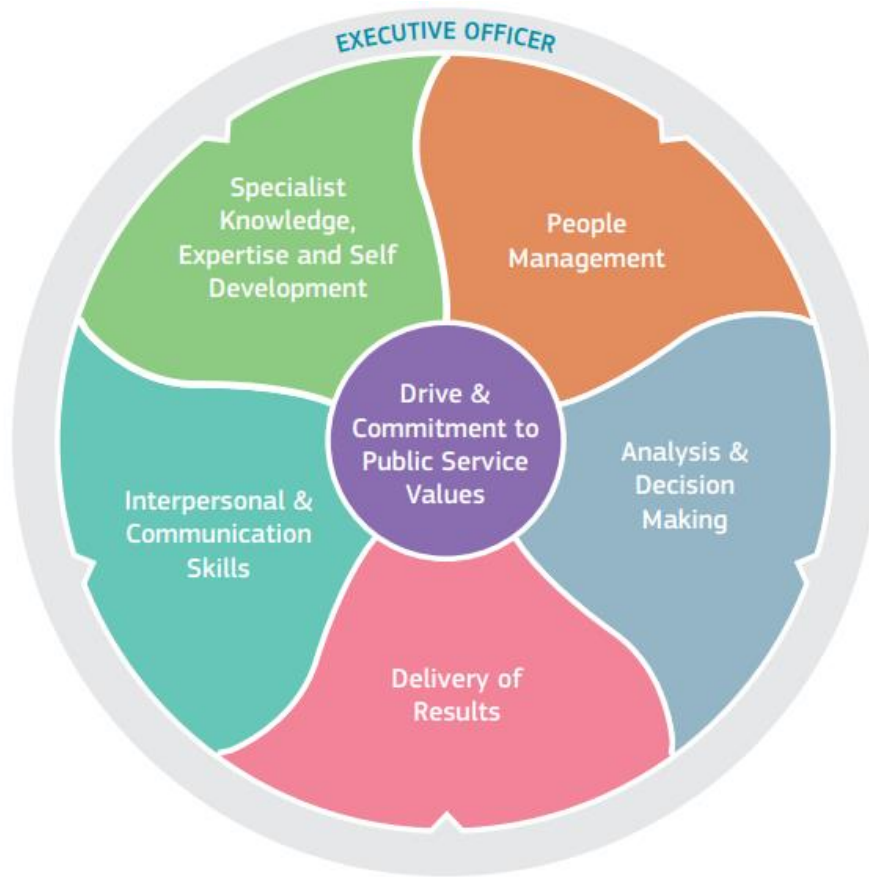 EXECUTIVE OFFICER
Specialist
Knowledge,
Expertise and Self
Development
People
Management
Drive &
Commitment to
Public Service
Values
Analysis &
Decision
Making
Interpersonal &
Communication
Skills
Delivery of
Results